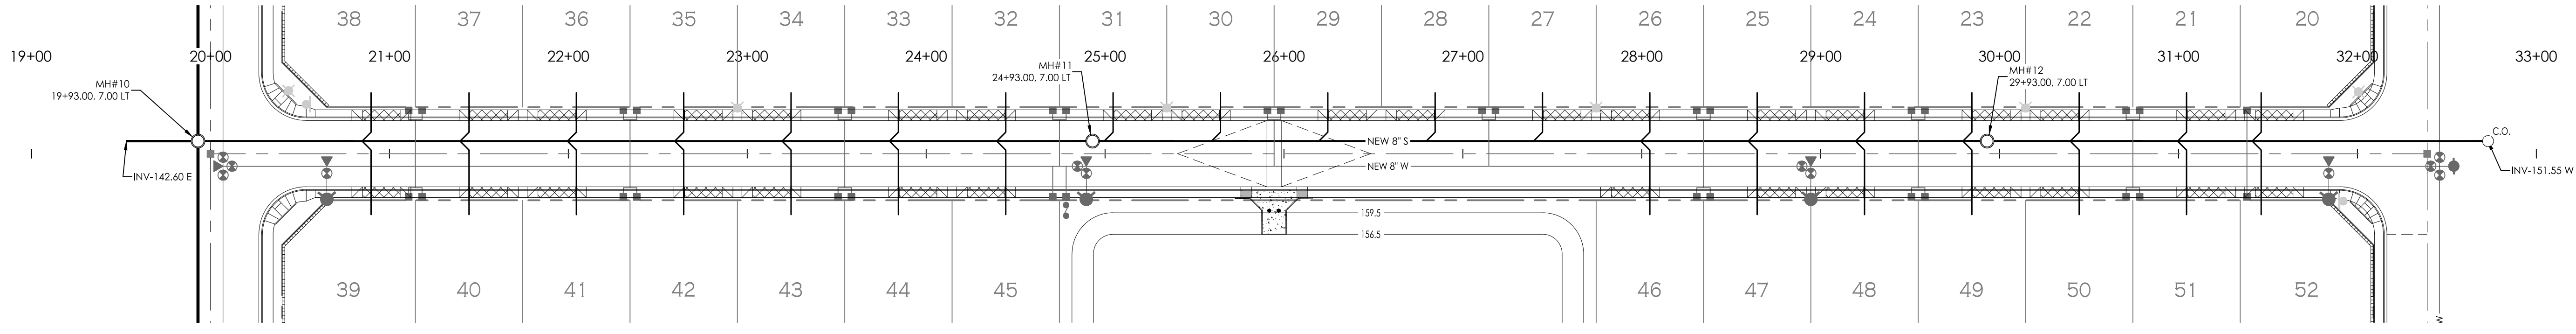 38 37 36 35 34 33 32 31 30 29 28 27 26 25 24 23 22 21 20
19+00 20+00 21+00 22+00 23+00 24+00 25+00 26+00 27+00 28+00 29+00 30+00 31+00 32+00 33+00
MH#10
19+93.00, 7.00 LT
MH#11
24+93.00, 7.00 LT
MH#12
29+93.00, 7.00 LT
C.O.
NEW 8" S
NEW 8" W
INV-142.60 E
INV-151.55 W
159.5
156.5
39 40 41 42 43 44 45 46 47 48 49 50 51 52
W